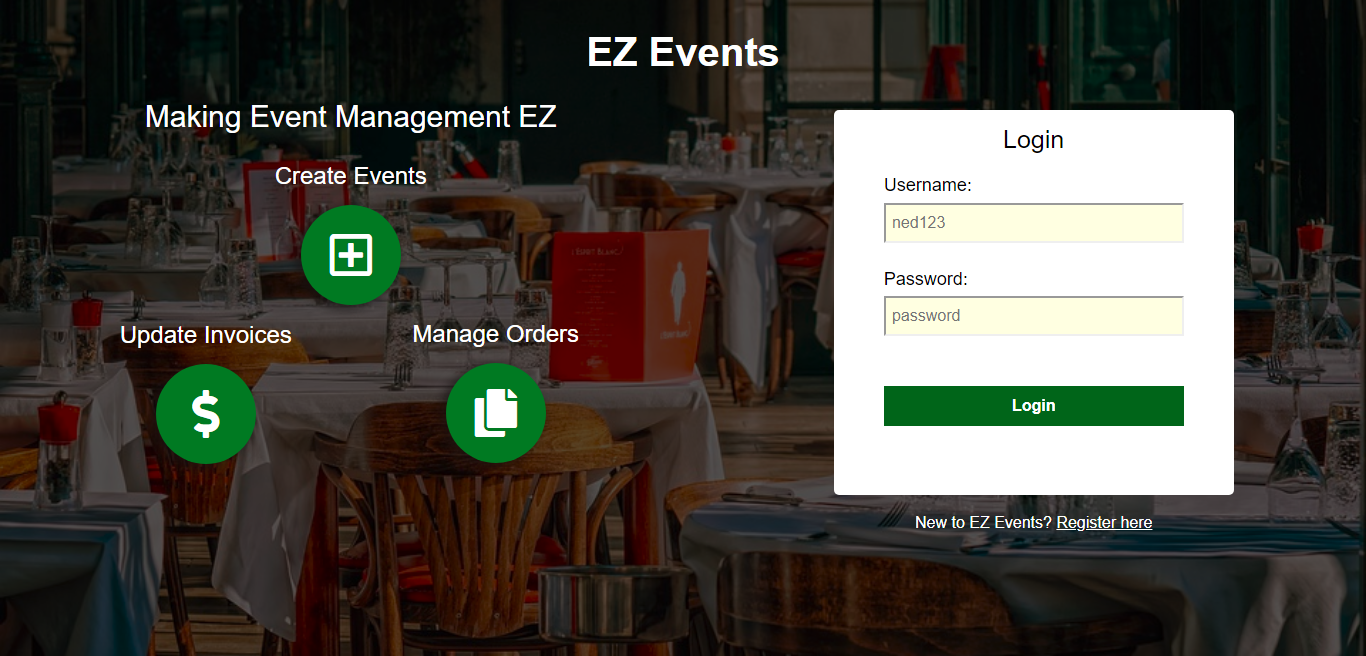 EZ Events
Making Event Management EZ
Create Events
Update Invoices
Manage Orders
Login
Username:
ned123
Password:
password
Login
New to EZ Events? Register here